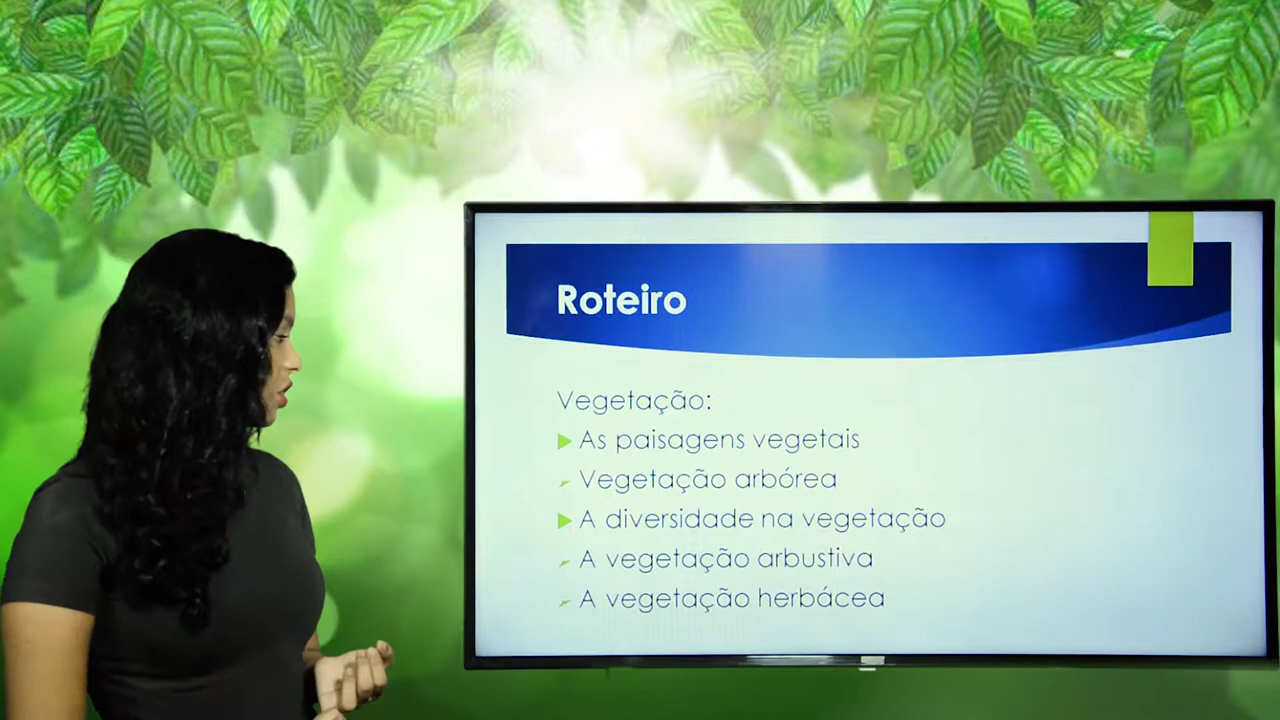 Roteiro
Vegetação:
As paisagens vegetais
Vegetação arbórea
A diversidade na vegetação
A vegetação arbustiva
A vegetação herbácea